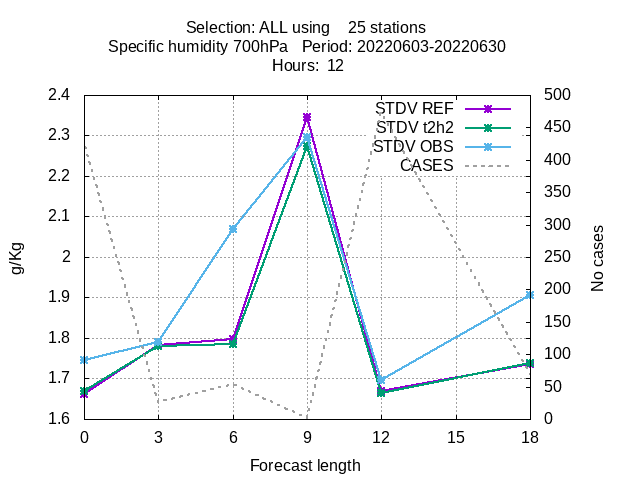 Selection: ALL using    25 stations
Specific humidity 700hPa   Period: 20220603-20220630
Hours:  12
2.4
2.3
2.2
2.1
2
1.9
1.8
1.7
1.6
g/Kg
STDV REF
STDV t2h2
STDV OBS
CASES
500
450
400
350
300
250
200
150
100
50
0
No cases
0 3 6 9 12 15 18
Forecast length